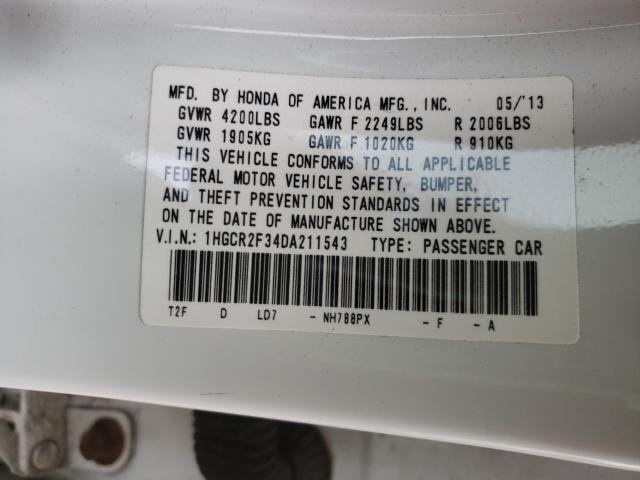 MFD. BY HONDA OF AMERICA MFG., INC. 05/'13
GVWR 4200LBS GAWR F 2249LBS R 2006LBS
GVWR 1905KG GAWR F 1020KG R 910KG
THIS VEHICLE CONFORMS TO ALL APPLICABLE
FEDERAL MOTOR VEHICLE SAFETY, BUMPER,
AND THEFT PREVENTION STANDARDS IN EFFECT
ON THE DATE OF MANUFACTURE SHOWN ABOVE.
V.I.N.: 1HGCR2F34DA211543 TYPE: PASSENGER CAR
T2F D LD7 - NH788PX - F - A